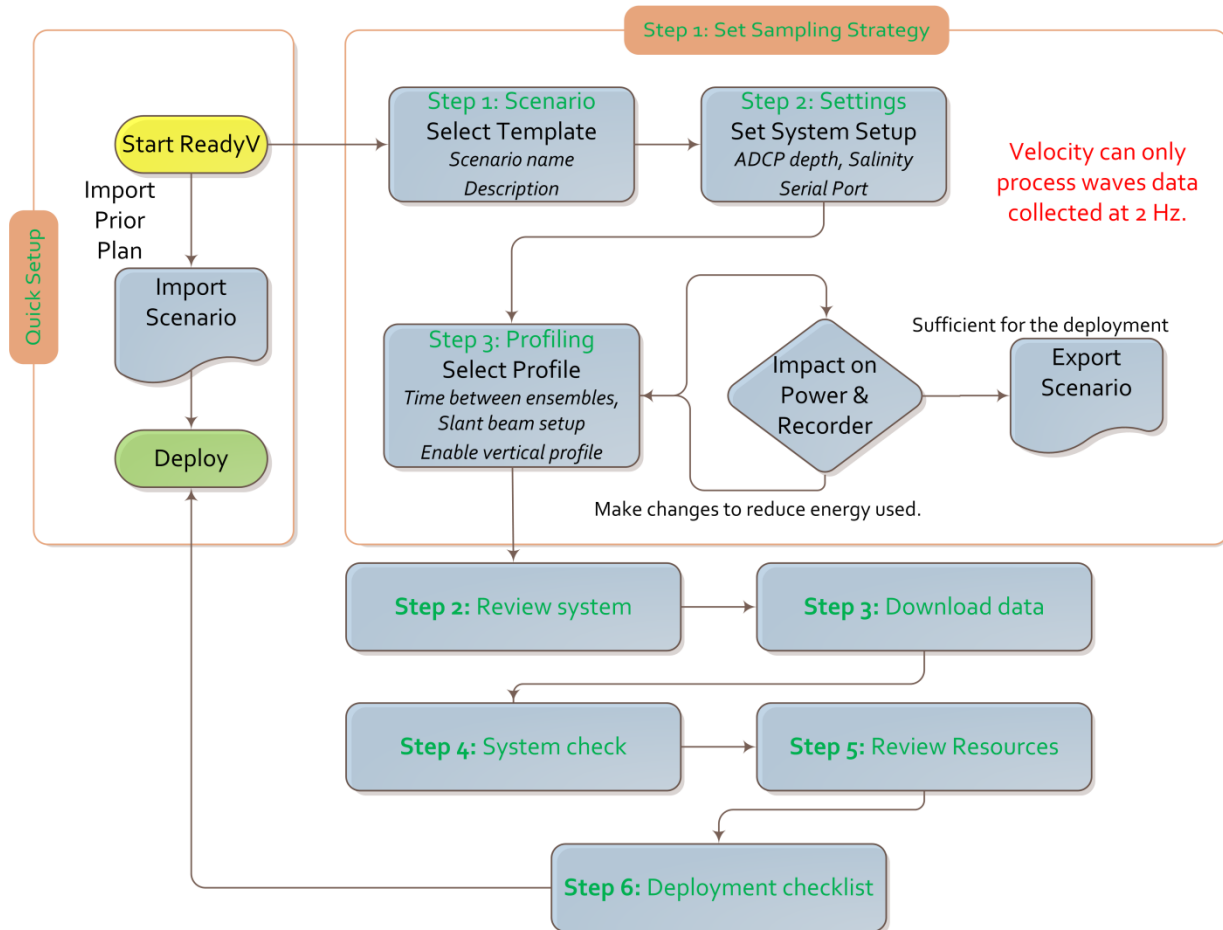 Step 1: Set Sampling Strategy
Quick Setup
Start ReadyV
Import
Prior
Plan
Import
Scenario
Deploy
Step 1: Scenario
Select Template
Scenario name
Description
Step 2: Settings
Set System Setup
ADCP depth, Salinity
Serial Port
Velocity can only
process waves data
collected at 2 Hz.
Step 3: Profiling
Select Profile
Time between ensembles,
Slant beam setup
Enable vertical profile
Impact on
Power &
Recorder
Sufficient for the deployment
Export
Scenario
Make changes to reduce energy used.
Step 2: Review system
Step 3: Download data
Step 4: System check
Step 5: Review Resources
Step 6: Deployment checklist